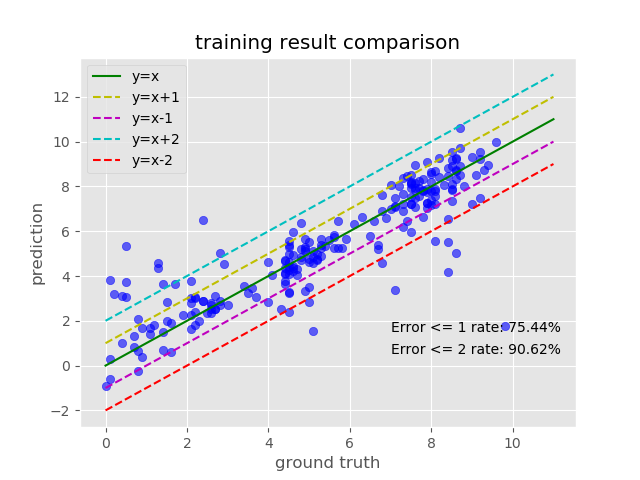 training result comparison
y=x
y=x+1
y=x-1
y=x+2
y=x-2
12
10
8
6
4
2
0
−2
prediction
Error <= 1 rate: 75.44%
Error <= 2 rate: 90.62%
0 2 4 6 8 10
ground truth